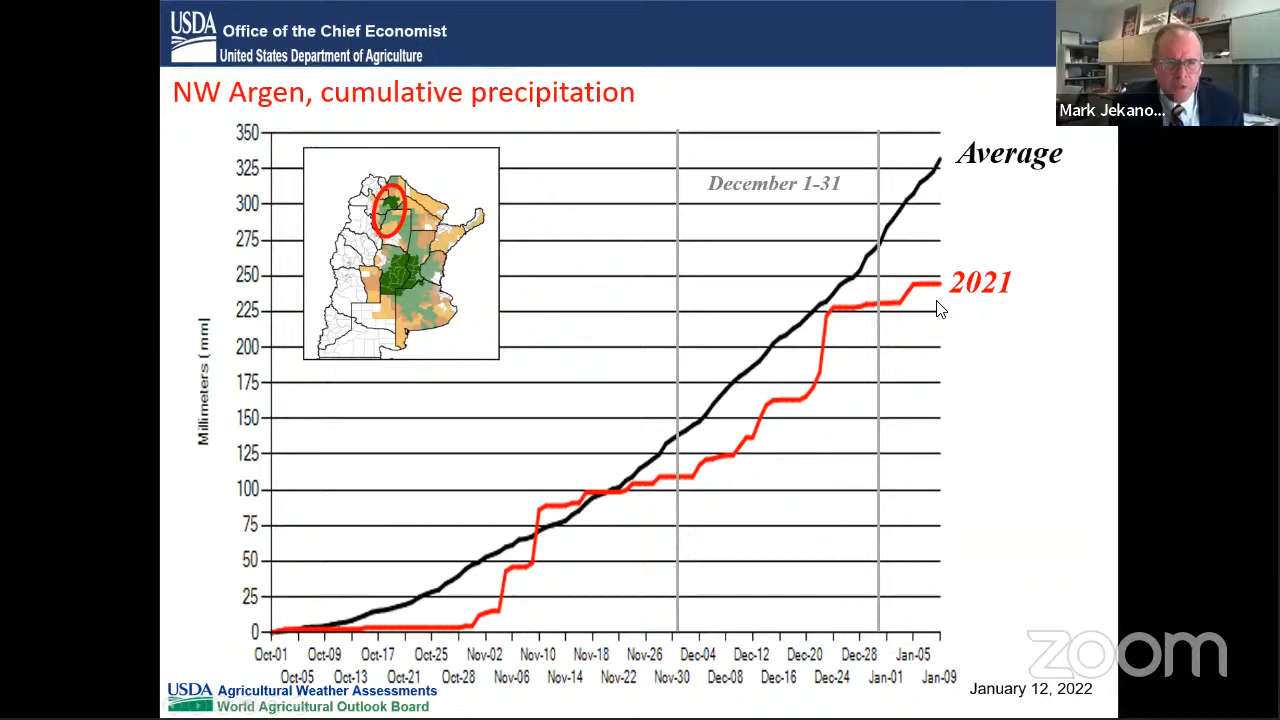 USDA
Office of the Chief Economist
United States Department of Agriculture
Mark Jekano...
NW Argen, cumulative precipitation
Average
December 1-31
2021
Millimeters (mm)
350
325
300
275
250
225
200
175
150
125
100
75
50
25
0
Oct-01 Oct-09 Oct-17 Oct-25 Nov-02 Nov-10 Nov-18 Nov-26 Dec-04 Dec-12 Dec-20 Dec-28 Jan-05
Oct-05 Oct-13 Oct-21 Oct-28 Nov-06 Nov-14 Nov-22 Nov-30 Dec-08 Dec-16 Dec-24 Jan-01 Jan-09
USDA Agricultural Weather Assessments
World Agricultural Outlook Board
January 12, 2022
zoom